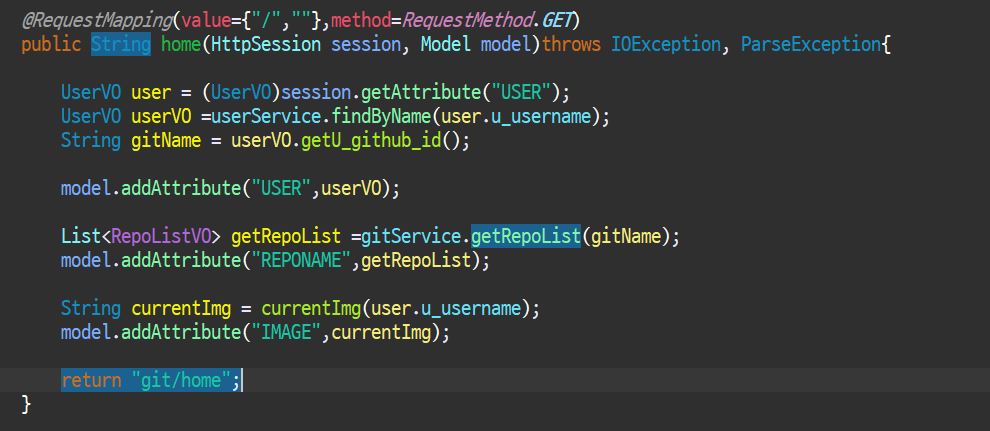 @RequestMapping(value={"/",""},method=RequestMethod.GET)
public String home(HttpSession session, Model model)throws IOException, ParseException{
UserVO user = (UserVO)session.getAttribute("USER");
UserVO userVO =userService.findByName(user.u_username);
String gitName = userVO.getU_github_id();
model.addAttribute("USER",userVO);
List<RepoListVO> getRepoList =gitService.getRepoList(gitName);
model.addAttribute("REPONAME",getRepoList);
String currentImg = currentImg(user.u_username);
model.addAttribute("IMAGE",currentImg);
return "git/home";
}